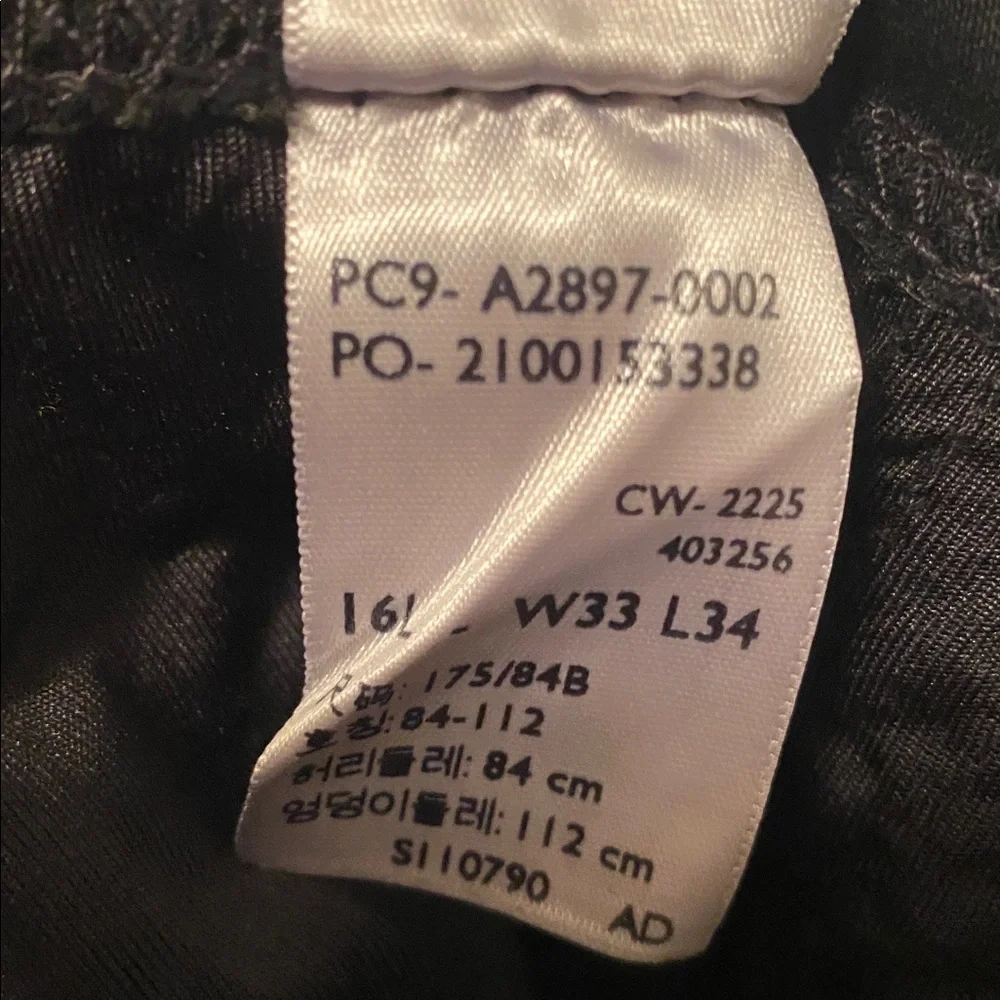 PC9- A2897-0002
PO- 2100153338
CW- 2225
403256
W33 L34
码: 175/84B
호칭: 84-112
허리둘레: 84 cm
엉덩이둘레: 112 cm
S110790
AD